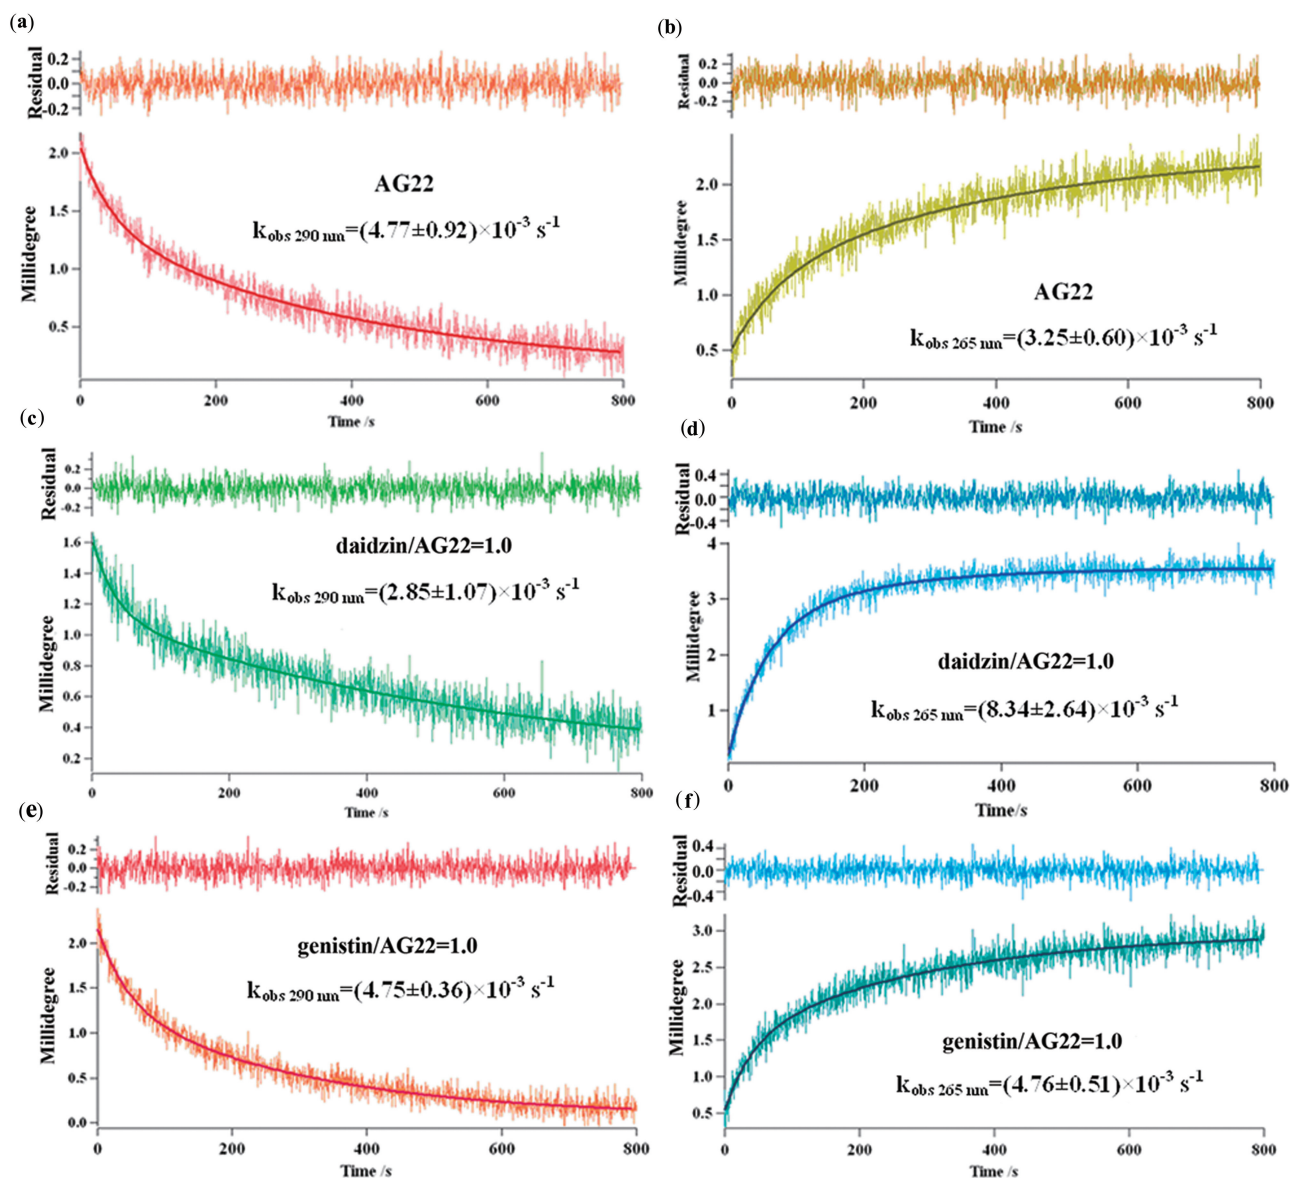 (a)
Residual
0.2
0.0
-0.2
Millidegree
2.0
1.5
1.0
0.5
AG22
k obs 290 nm=(4.77±0.92)×10-3 s-1
0 200 400 600 800
Time /s
(b)
Residual
0.2
0.0
-0.2
Millidegree
2.0
1.5
1.0
0.5
AG22
k obs 265 nm=(3.25±0.60)×10-3 s-1
0 200 400 600 800
Time /s
(c)
Residual
0.2
0.0
-0.2
Millidegree
1.6
1.4
1.2
1.0
0.8
0.6
0.4
0.2
daidzin/AG22=1.0
k obs 290 nm=(2.85±1.07)×10-3 s-1
0 200 400 600 800
Time /s
(d)
Residual
0.4
0.0
-0.4
Millidegree
4
3
2
1
daidzin/AG22=1.0
k obs 265 nm=(8.34±2.64)×10-3 s-1
0 200 400 600 800
Time/s
(e)
Residual
0.2
0.0
-0.2
Millidegree
2.0
1.5
1.0
0.5
0.0
genistin/AG22=1.0
k obs 290 nm=(4.75±0.36)×10-3 s-1
0 200 400 600 800
Time /s
(f)
Residual
0.4
0.0
-0.4
Millidegree
3.0
2.5
2.0
1.5
1.0
0.5
genistin/AG22=1.0
k obs 265 nm=(4.76±0.51)×10-3 s-1
0 200 400 600 800
Time /s